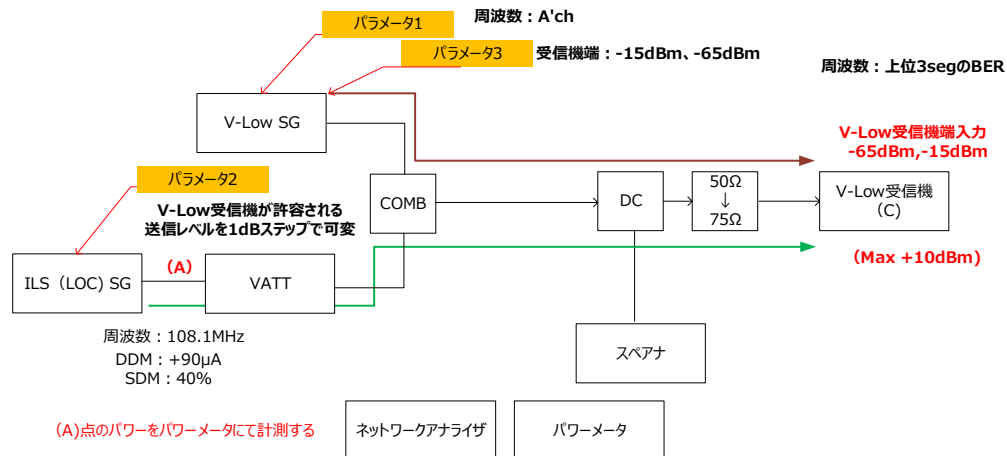 パラメータ1
周波数：A'ch
パラメータ3
受信機端：-15dBm、-65dBm
周波数：上位3segのBER
V-Low SG
V-Low受信機端入力
-65dBm,-15dBm
パラメータ2
V-Low受信機が許容される
送信レベルを1dBステップで可変
COMB
DC
50Ω
↓
75Ω
V-Low受信機
（C）
ILS（LOC) SG
（A）
VATT
（Max +10dBm)
周波数：108.1MHz
DDM：+90μA
SDM：40%
スペアナ
（A)点のパワーをパワーメータにて計測する
ネットワークアナライザ
パワーメータ